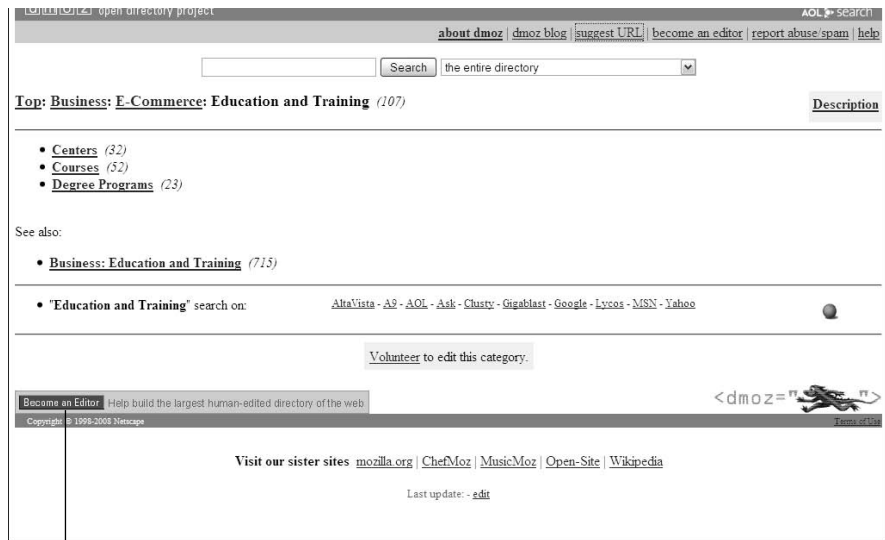 dmoz open directory project AOL search
about dmoz | dmoz blog | suggest URL | become an editor | report abuse/spam | help
Search the entire directory
Top: Business: E-Commerce: Education and Training (107) Description
• Centers (32)
• Courses (52)
• Degree Programs (23)
See also:
• Business: Education and Training (715)
• "Education and Training" search on: AltaVista - A9 - AOL - Ask - Clusty - Gigablast - Google - Lycos - MSN - Yahoo
Volunteer to edit this category.
Become an Editor Help build the largest human-edited directory of the web
<dmoz=" ">
Copyright © 1998-2008 Netscape Terms of Use
Visit our sister sites mozilla.org | ChefMoz | MusicMoz | Open-Site | Wikipedia
Last update: - edit